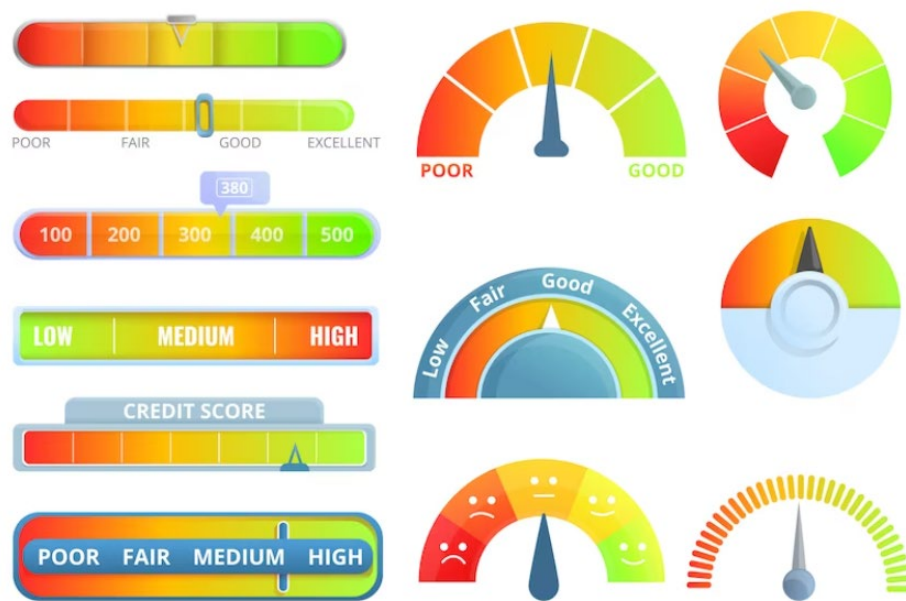 POOR FAIR GOOD EXCELLENT
380
100 200 300 400 500
LOW MEDIUM HIGH
CREDIT SCORE
POOR FAIR MEDIUM HIGH
POOR GOOD
Low Fair Good Excellent